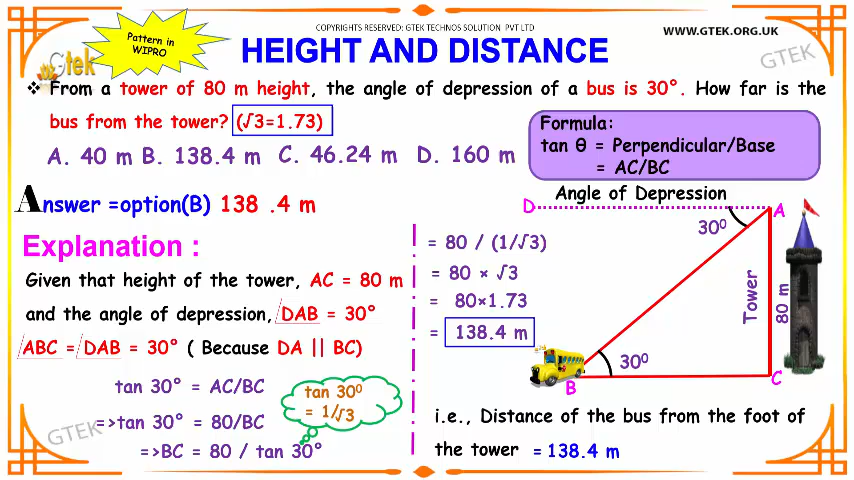 COPYRIGHTS RESERVED: GTEK TECHNOS SOLUTION PVT LTD
WWW.GTEK.ORG.UK
Gtek
Pattern in
WIPRO
HEIGHT AND DISTANCE
GTEK
❖ From a tower of 80 m height, the angle of depression of a bus is 30°. How far is the
bus from the tower? (√3=1.73)
A. 40 m B. 138.4 m C. 46.24 m D. 160 m
Formula:
tan θ = Perpendicular/Base
= AC/BC
Answer =option(B) 138 .4 m
Explanation :
Given that height of the tower, AC = 80 m
and the angle of depression, ∠DAB = 30°
∠ABC = ∠DAB = 30° ( Because DA || BC)
tan 30° = AC/BC
=>tan 30° = 80/BC
=>BC = 80 / tan 30°
tan 30⁰
= 1/√3
GTEK
= 80 / (1/√3)
= 80 × √3
= 80×1.73
= 138.4 m
Angle of Depression
D
A
30⁰
Tower
80 m
30⁰
B
C
i.e., Distance of the bus from the foot of
the tower = 138.4 m
GTEK